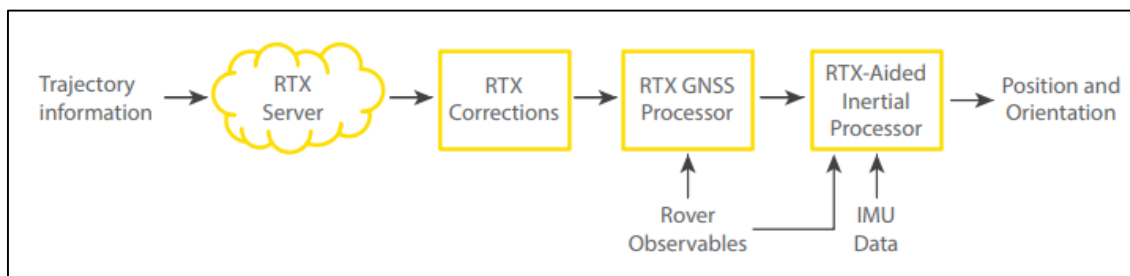 Trajectory
information
RTX
Server
RTX
Corrections
RTX GNSS
Processor
RTX-Aided
Inertial
Processor
Position and
Orientation
Rover
Observables
IMU
Data